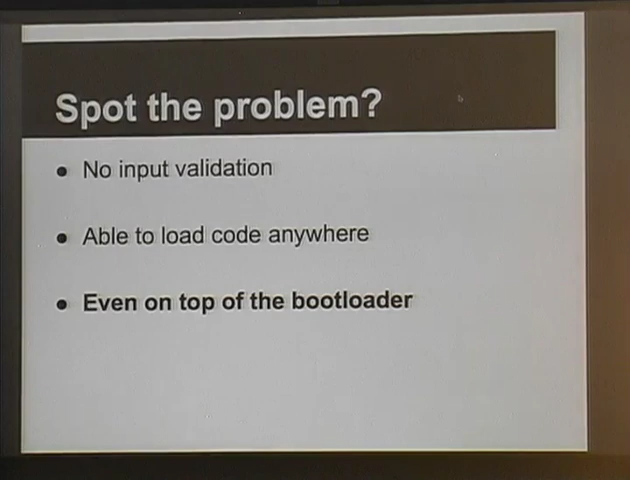 Spot the problem?
• No input validation
• Able to load code anywhere
• Even on top of the bootloader